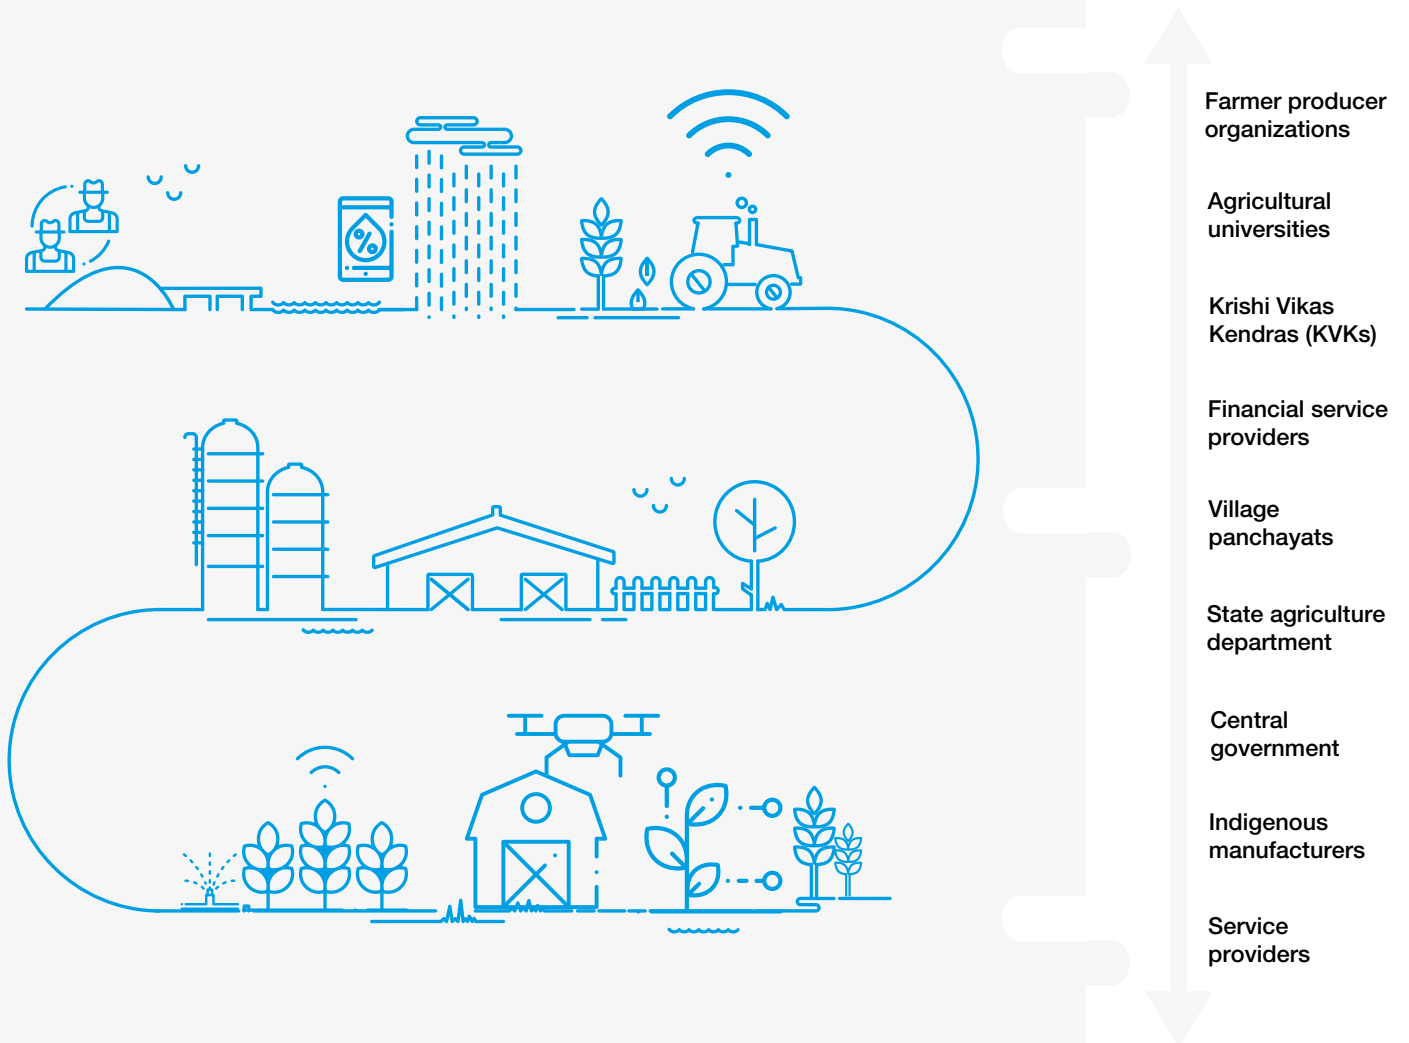 Farmer producer
organizations
Agricultural
universities
Krishi Vikas
Kendras (KVKs)
Financial service
providers
Village
panchayats
State agriculture
department
Central
government
Indigenous
manufacturers
Service
providers